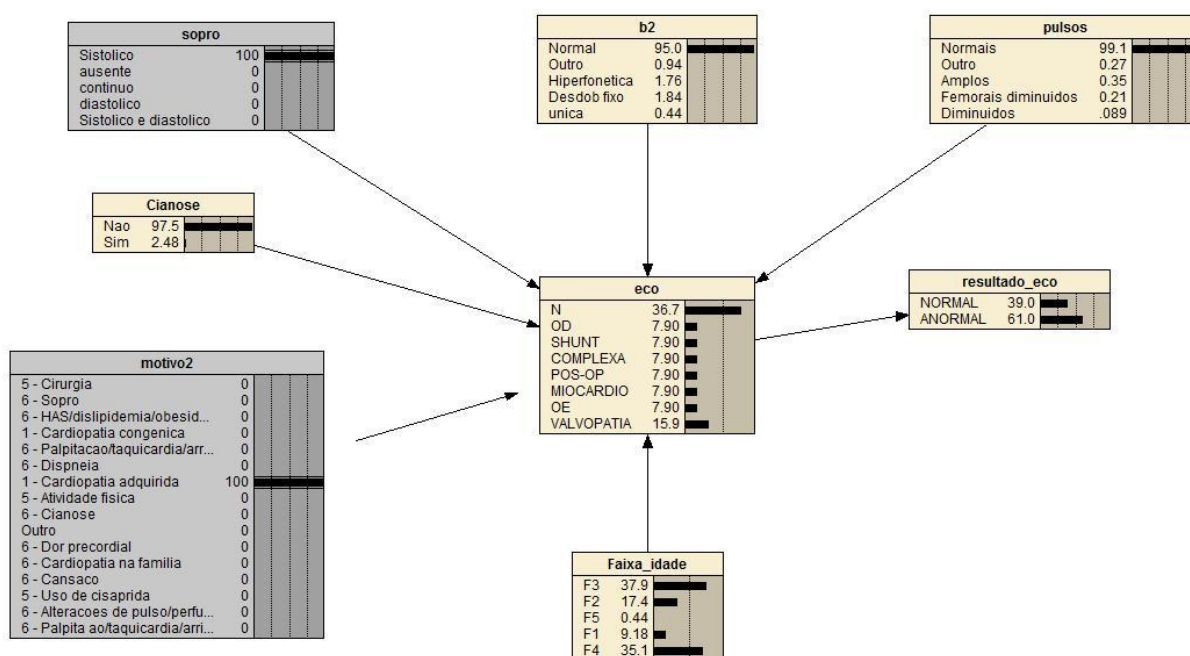 sopro
Sistolico 100
ausente 0
continuo 0
diastolico 0
Sistolico e diastolico 0
b2
Normal 95.0
Outro 0.94
Hiperfonetica 1.76
Desdob fixo 1.84
unica 0.44
pulsos
Normais 99.1
Outro 0.27
Amplos 0.35
Femorais diminuidos 0.21
Diminuidos .089
Cianose
Nao 97.5
Sim 2.48
eco
N 36.7
OD 7.90
SHUNT 7.90
COMPLEXA 7.90
POS-OP 7.90
MIOCARDIO 7.90
OE 7.90
VALVOPATIA 15.9
resultado_eco
NORMAL 39.0
ANORMAL 61.0
motivo2
5 - Cirurgia 0
6 - Sopro 0
6 - HAS/dislipidemia/obesid... 0
1 - Cardiopatia congenica 0
6 - Palpitacao/taquicardia/arr... 0
6 - Dispneia 0
1 - Cardiopatia adquirida 100
5 - Atividade fisica 0
6 - Cianose 0
Outro 0
6 - Dor precordial 0
6 - Cardiopatia na familia 0
6 - Cansaco 0
5 - Uso de cisaprida 0
6 - Alteracoes de pulso/perfu... 0
6 - Palpita ao/taquicardia/arri... 0
Faixa_idade
F3 37.9
F2 17.4
F5 0.44
F1 9.18
F4 35.1